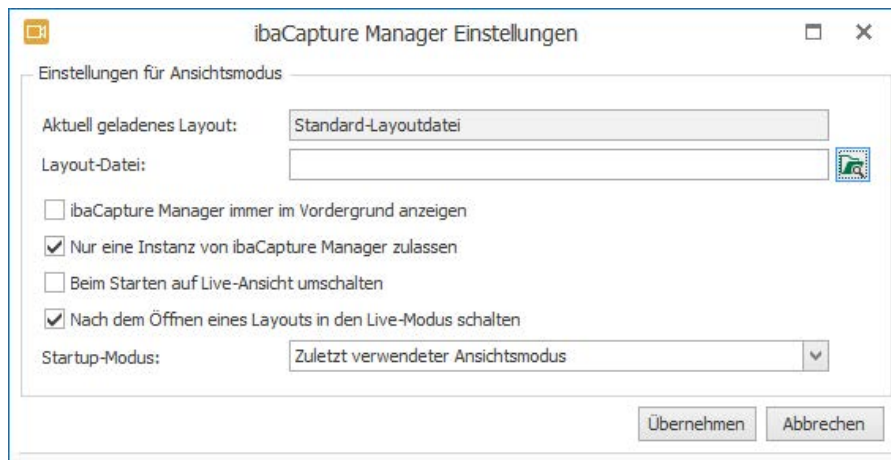 ibaCapture Manager Einstellungen
Einstellungen für Ansichtsmodus
Aktuell geladenes Layout: Standard-Layoutdatei
Layout-Datei:
ibaCapture Manager immer im Vordergrund anzeigen
Nur eine Instanz von ibaCapture Manager zulassen
Beim Starten auf Live-Ansicht umschalten
Nach dem Öffnen eines Layouts in den Live-Modus schalten
Startup-Modus: Zuletzt verwendeter Ansichtsmodus
Übernehmen Abbrechen